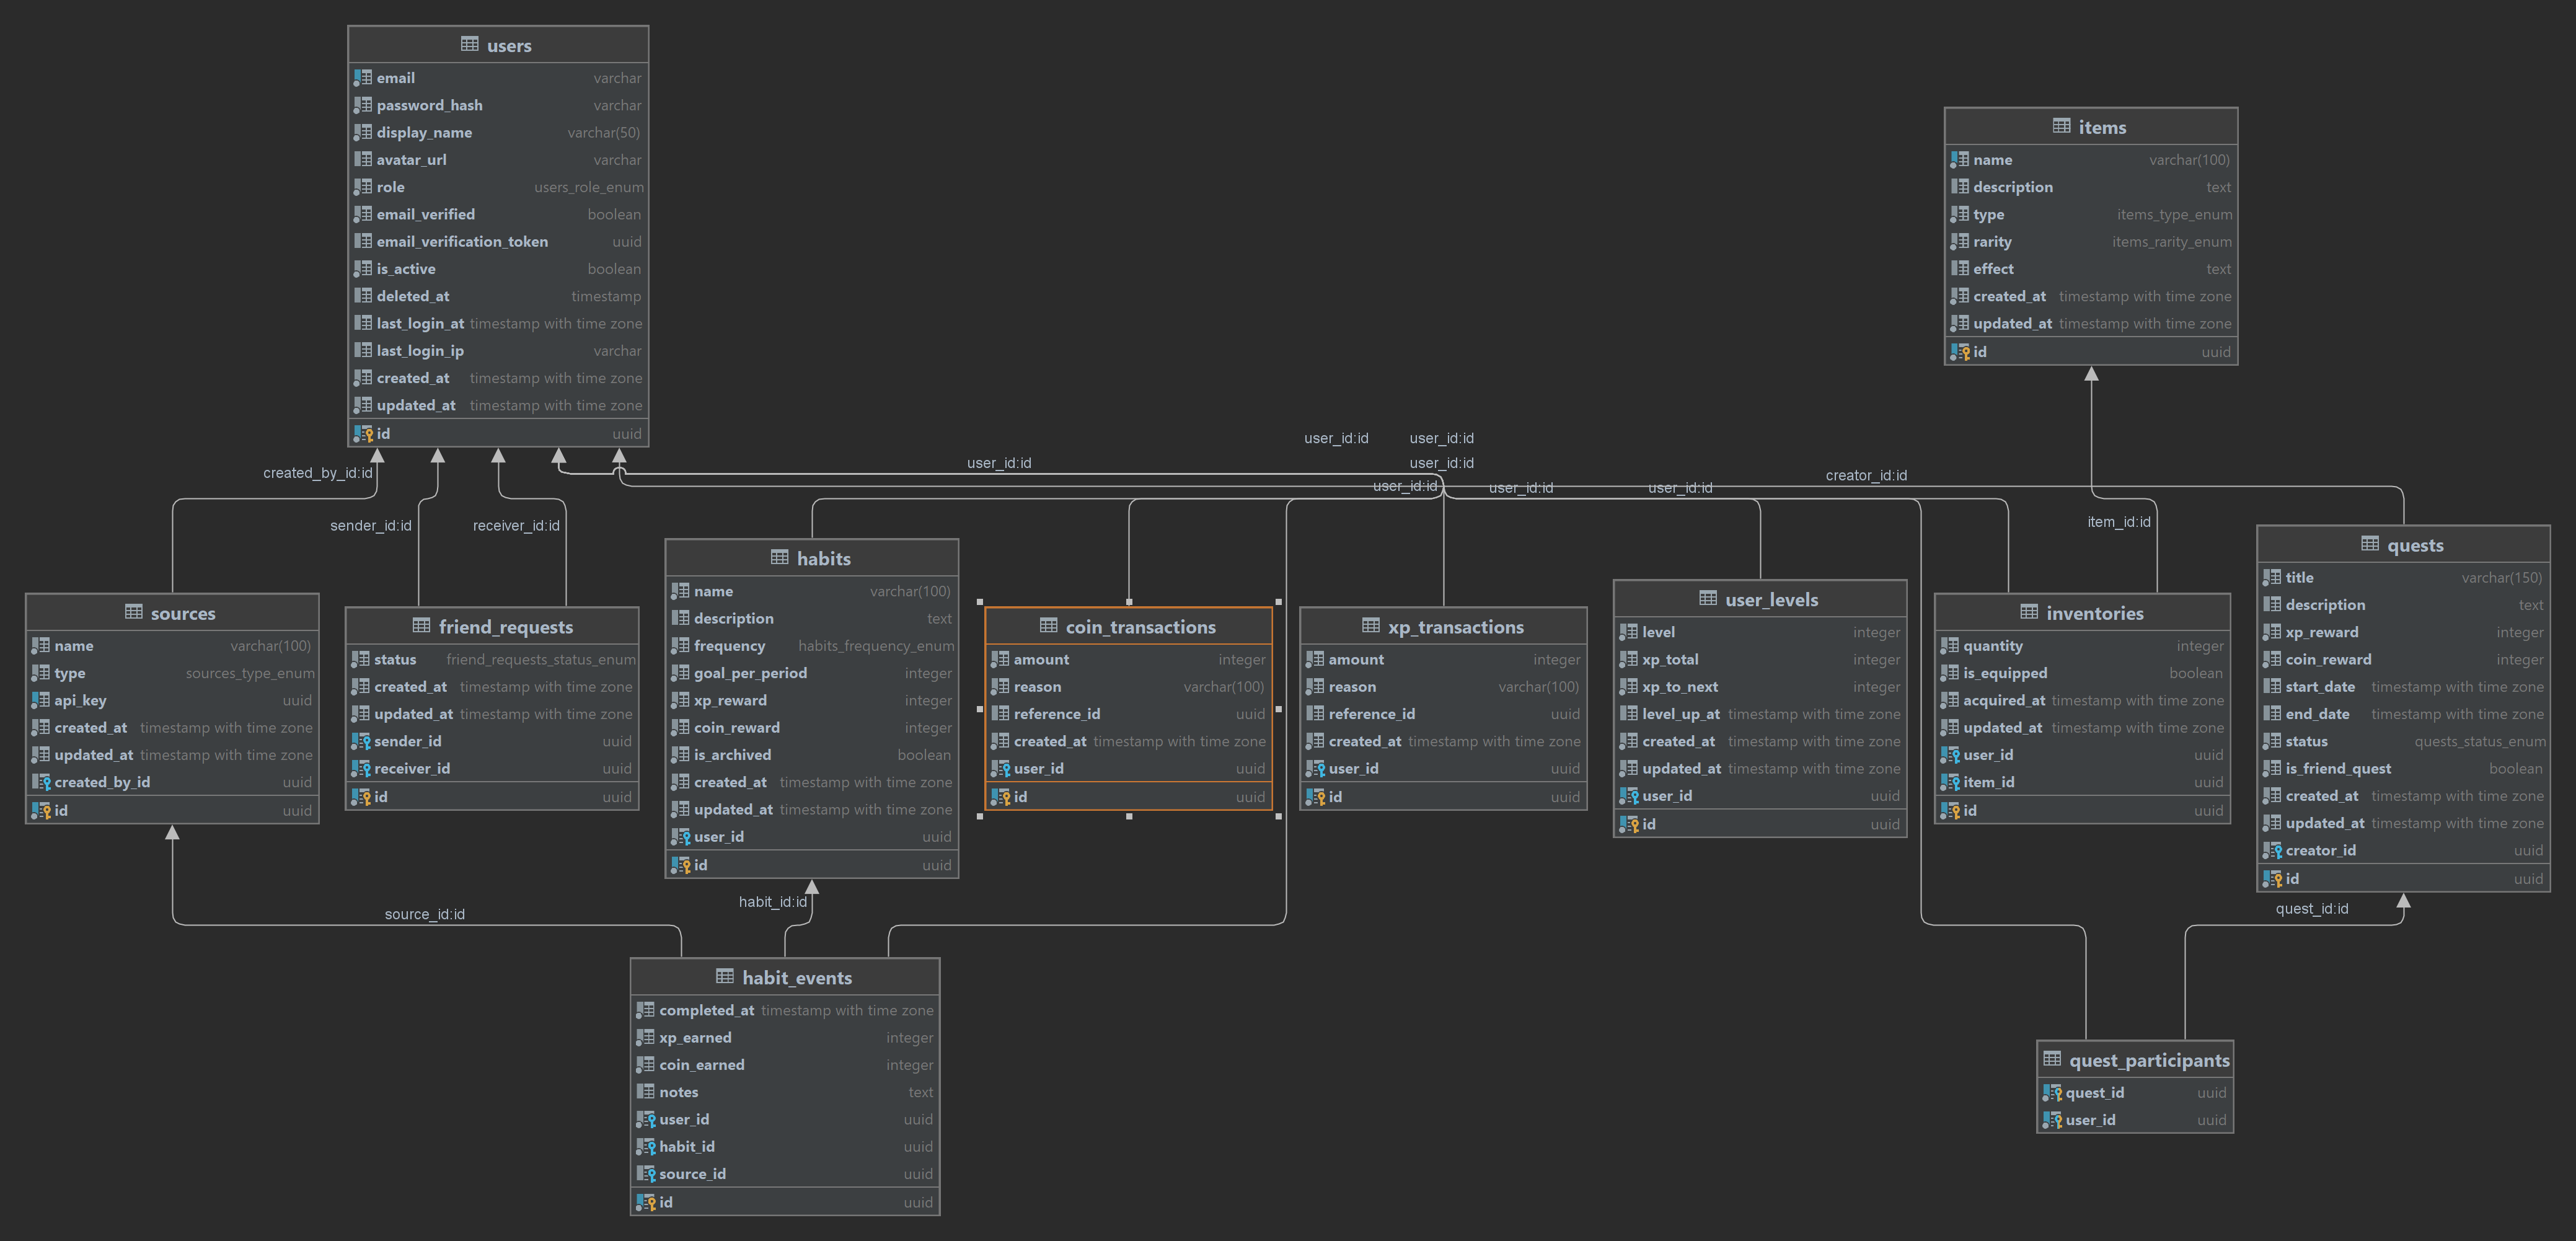 users
email varchar
password_hash varchar
display_name varchar(50)
avatar_url varchar
role users_role_enum
email_verified boolean
email_verification_token uuid
is_active boolean
deleted_at timestamp
last_login_at timestamp with time zone
last_login_ip varchar
created_at timestamp with time zone
updated_at timestamp with time zone
id uuid
items
name varchar(100)
description text
type items_type_enum
rarity items_rarity_enum
effect text
created_at timestamp with time zone
updated_at timestamp with time zone
id uuid
user_id:id
user_id:id
user_id:id
user_id:id
created_by_id:id
creator_id:id
user_id:id
user_id:id
user_id:id
sender_id:id
receiver_id:id
item_id:id
sources
name varchar(100)
type sources_type_enum
api_key uuid
created_at timestamp with time zone
updated_at timestamp with time zone
created_by_id uuid
id uuid
friend_requests
status friend_requests_status_enum
created_at timestamp with time zone
updated_at timestamp with time zone
sender_id uuid
receiver_id uuid
id uuid
habits
name varchar(100)
description text
frequency habits_frequency_enum
goal_per_period integer
xp_reward integer
coin_reward integer
is_archived boolean
created_at timestamp with time zone
updated_at timestamp with time zone
user_id uuid
id uuid
coin_transactions
amount integer
reason varchar(100)
reference_id uuid
created_at timestamp with time zone
user_id uuid
id uuid
xp_transactions
amount integer
reason varchar(100)
reference_id uuid
created_at timestamp with time zone
user_id uuid
id uuid
user_levels
level integer
xp_total integer
xp_to_next integer
level_up_at timestamp with time zone
created_at timestamp with time zone
updated_at timestamp with time zone
user_id uuid
id uuid
inventories
quantity integer
is_equipped boolean
acquired_at timestamp with time zone
updated_at timestamp with time zone
user_id uuid
item_id uuid
id uuid
quests
title varchar(150)
description text
xp_reward integer
coin_reward integer
start_date timestamp with time zone
end_date timestamp with time zone
status quests_status_enum
is_friend_quest boolean
created_at timestamp with time zone
updated_at timestamp with time zone
creator_id uuid
id uuid
source_id:id
habit_id:id
quest_id:id
habit_events
completed_at timestamp with time zone
xp_earned integer
coin_earned integer
notes text
user_id uuid
habit_id uuid
source_id uuid
id uuid
quest_participants
quest_id uuid
user_id uuid